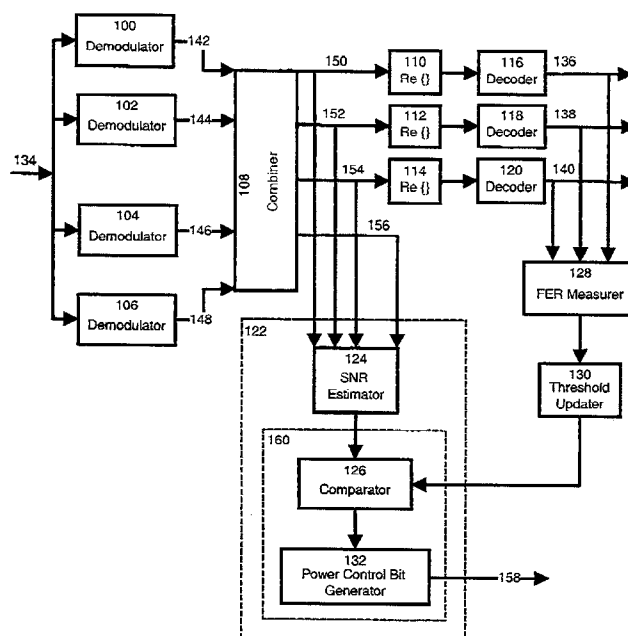 100
Demodulator
142
102
Demodulator
144
134
104
Demodulator
146
106
Demodulator
148
108
Combiner
150
110
Re {}
116
Decoder
136
152
112
Re {}
118
Decoder
138
154
114
Re {}
120
Decoder
140
156
128
FER Measurer
122
124
SNR
Estimator
130
Threshold
Updater
160
126
Comparator
132
Power Control Bit
Generator
158